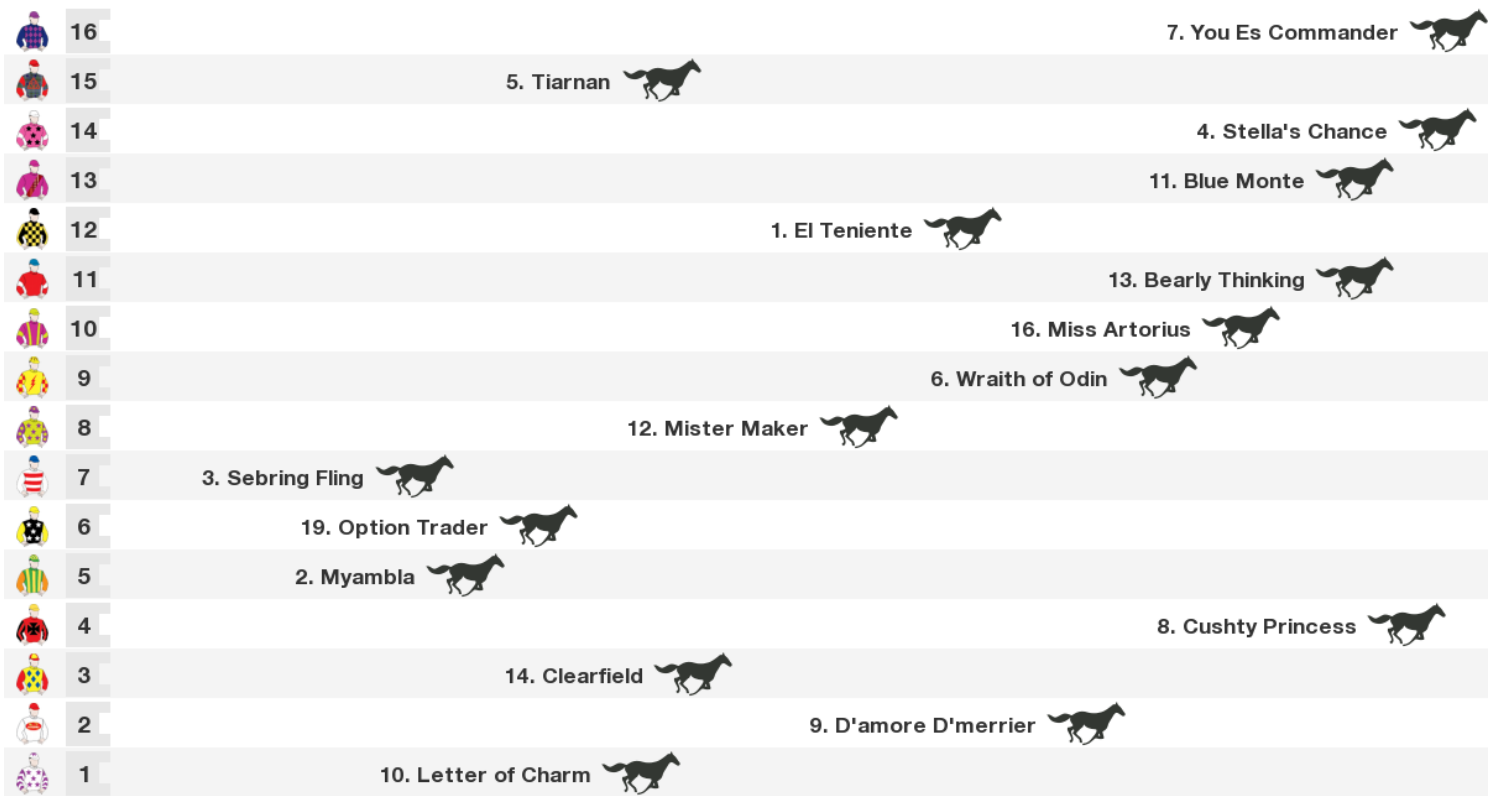 16 7. You Es Commander
15 5. Tiarnan
14 4. Stella's Chance
13 11. Blue Monte
12 1. El Teniente
11 13. Bearly Thinking
10 16. Miss Artorius
9 6. Wraith of Odin
8 12. Mister Maker
7 3. Sebring Fling
6 19. Option Trader
5 2. Myambla
4 8. Cushty Princess
3 14. Clearfield
2 9. D'amore D'merrier
1 10. Letter of Charm